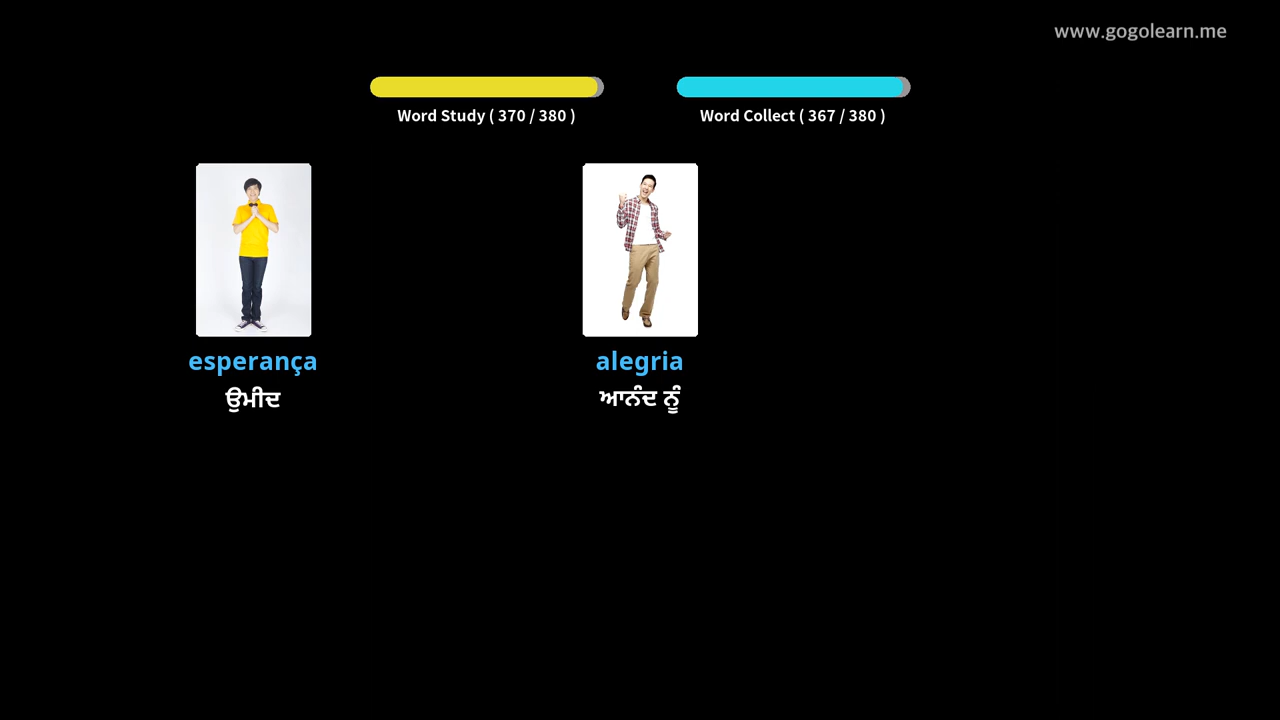 www.gogolearn.me
Word Study ( 370 / 380 )
Word Collect ( 367 / 380 )
esperança
alegria
ਉਮੀਦ
ਆਨੰਦ ਨੂੰ